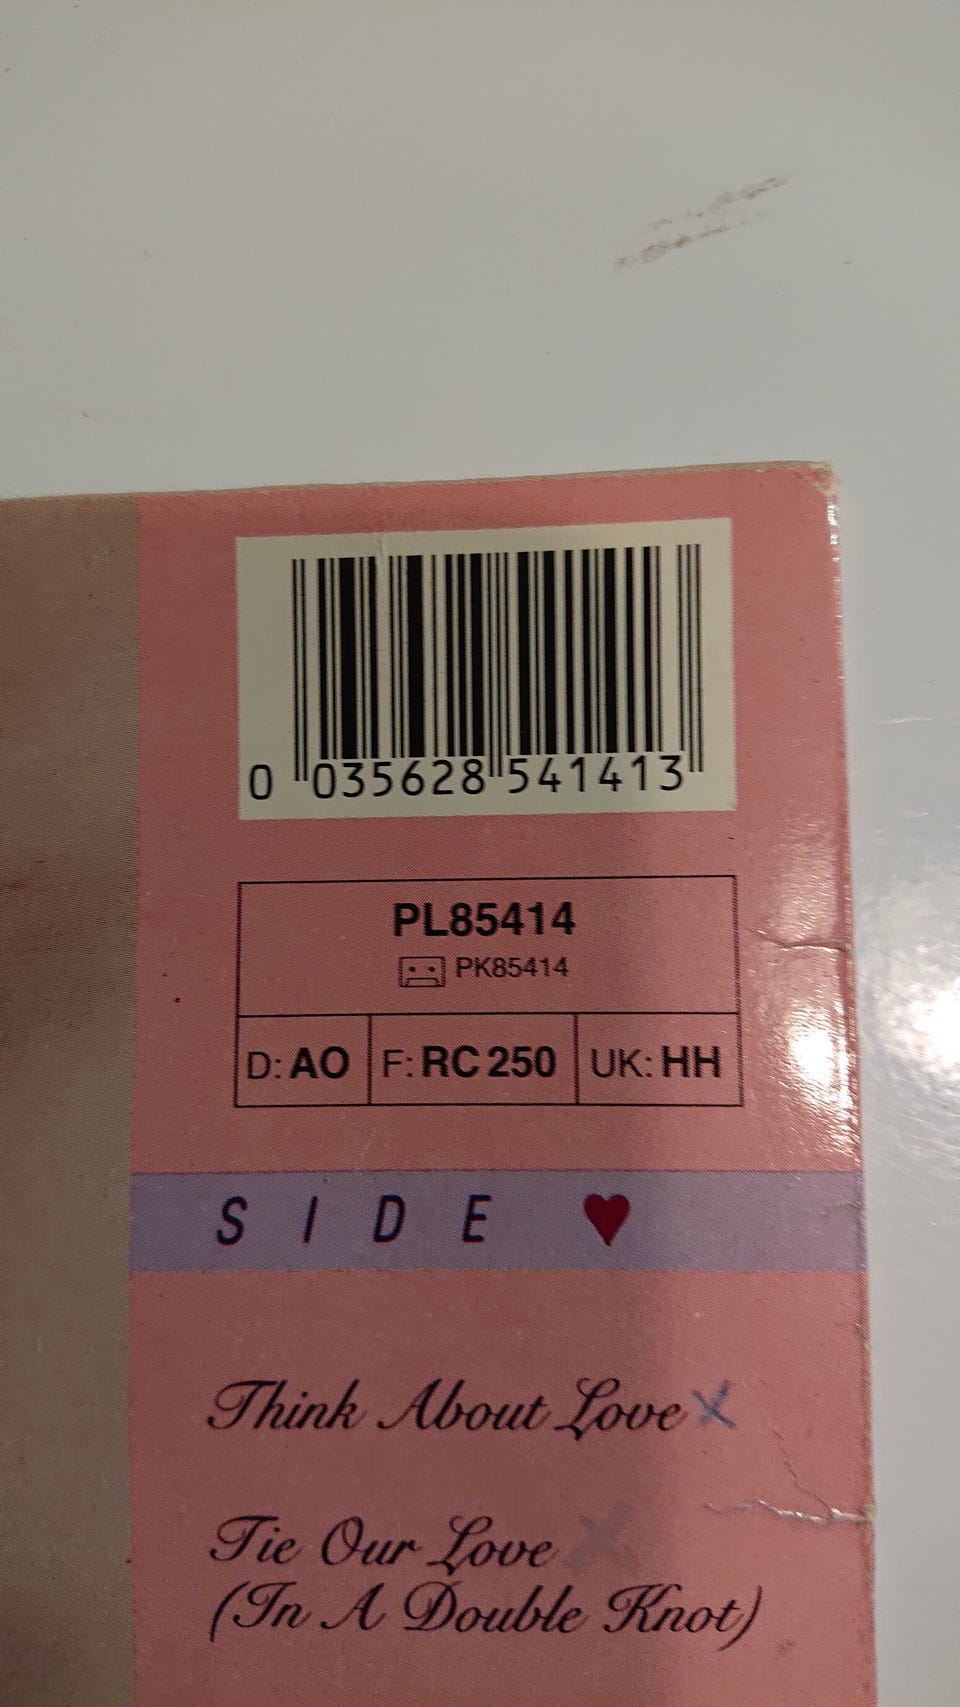 0 035628 541413
PL85414
PK85414
D: AO F: RC 250 UK: HH
SIDE ♥
Think About Love x
Tie Our Love x
(In A Double Knot)